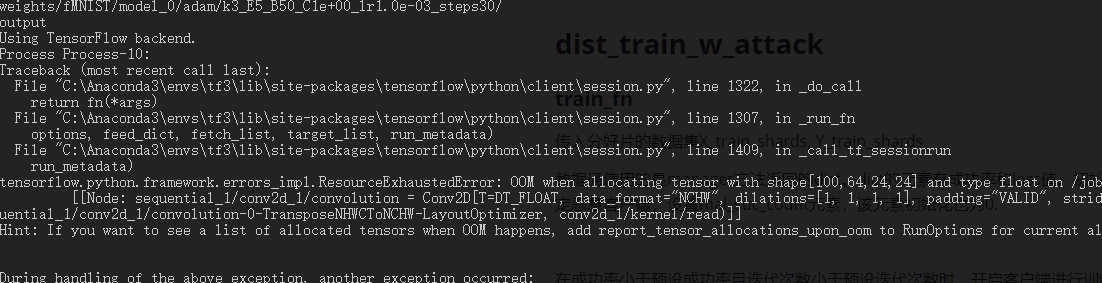 weights/fMNIST/model_0/adam/k3_E5_B50_C1e+00_lr1.0e-03_steps30/
output
Using TensorFlow backend.
dist_train_w_attack
Process Process-10:
Traceback (most recent call last):
File "C:\Anaconda3\envs\tf3\lib\site-packages\tensorflow\python\client\session.py", line 1322, in _do_call
return fn(*args)
train_fn
File "C:\Anaconda3\envs\tf3\lib\site-packages\tensorflow\python\client\session.py", line 1307, in _run_fn
options, feed_dict, fetch_list, target_list, run_metadata)
传入分好片的数据集X_train_shards, Y_train_shards
File "C:\Anaconda3\envs\tf3\lib\site-packages\tensorflow\python\client\session.py", line 1409, in _call_tf_sessionrun
run_metadata)
tensorflow.python.framework.errors_impl.ResourceExhaustedError: OOM when allocating tensor with shape[100,64,24,24] and type float on /job
[[Node: sequential_1/conv2d_1/convolution = Conv2D[T=DT_FLOAT, data_format="NCHW", dilations=[1, 1, 1, 1], padding="VALID", strid
uential_1/conv2d_1/convolution-0-TransposeNHWCToNCHW-LayoutOptimizer, conv2d_1/kernel/read)]]
Hint: If you want to see a list of allocated tensors when OOM happens, add report_tensor_allocations_upon_oom to RunOptions for current al
During handling of the above exception, another exception occurred:
在成功率小于预设成功率且迭代次数小于预设迭代次数时，开启客户端进行训